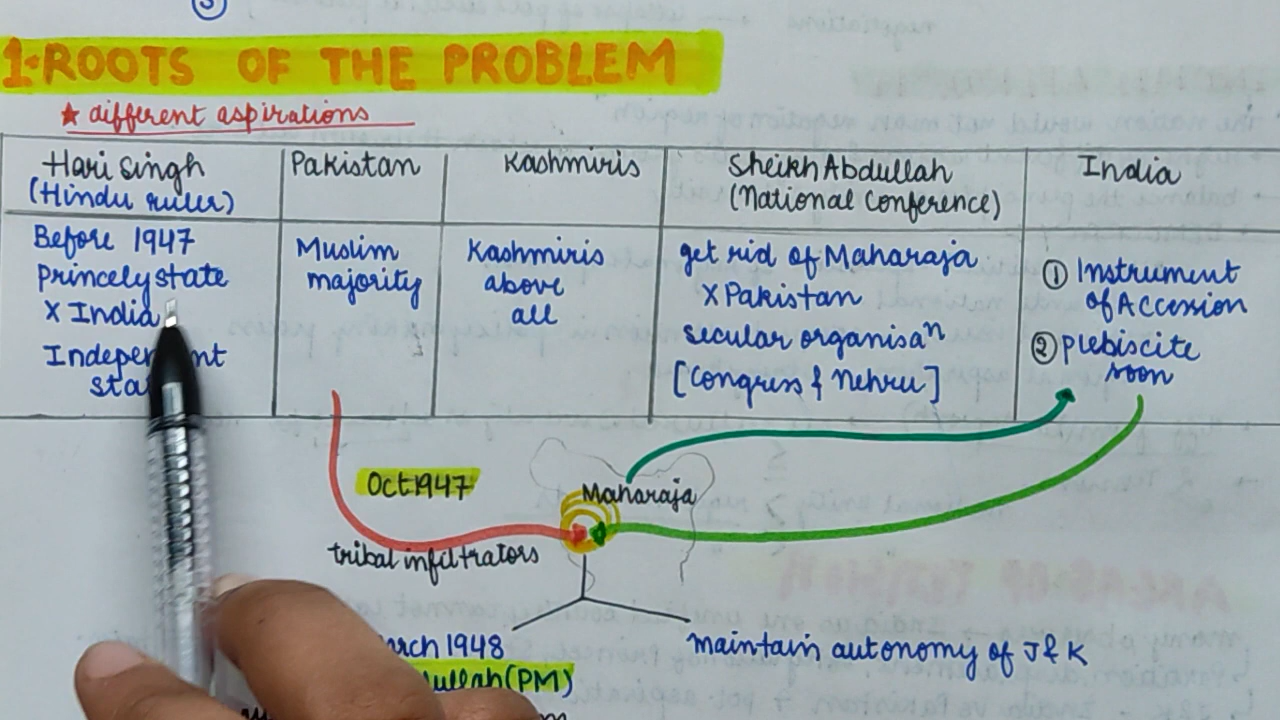 3
1. ROOTS OF THE PROBLEM
★ different aspirations
Hari Singh
(Hindu ruler)
Pakistan
Kashmiris
Sheikh Abdullah
(National Conference)
India
Before 1947
Princely state
X India
Muslim
majority
Kashmiris
above
all
get rid of Maharaja
X Pakistan
secular organisaⁿ
[Congress & Nehru]
① Instrument
of Accession
② Plebiscite
soon
Oct 1947
Maharaja
tribal infiltrators
1948
(PM)
maintain autonomy of J & K